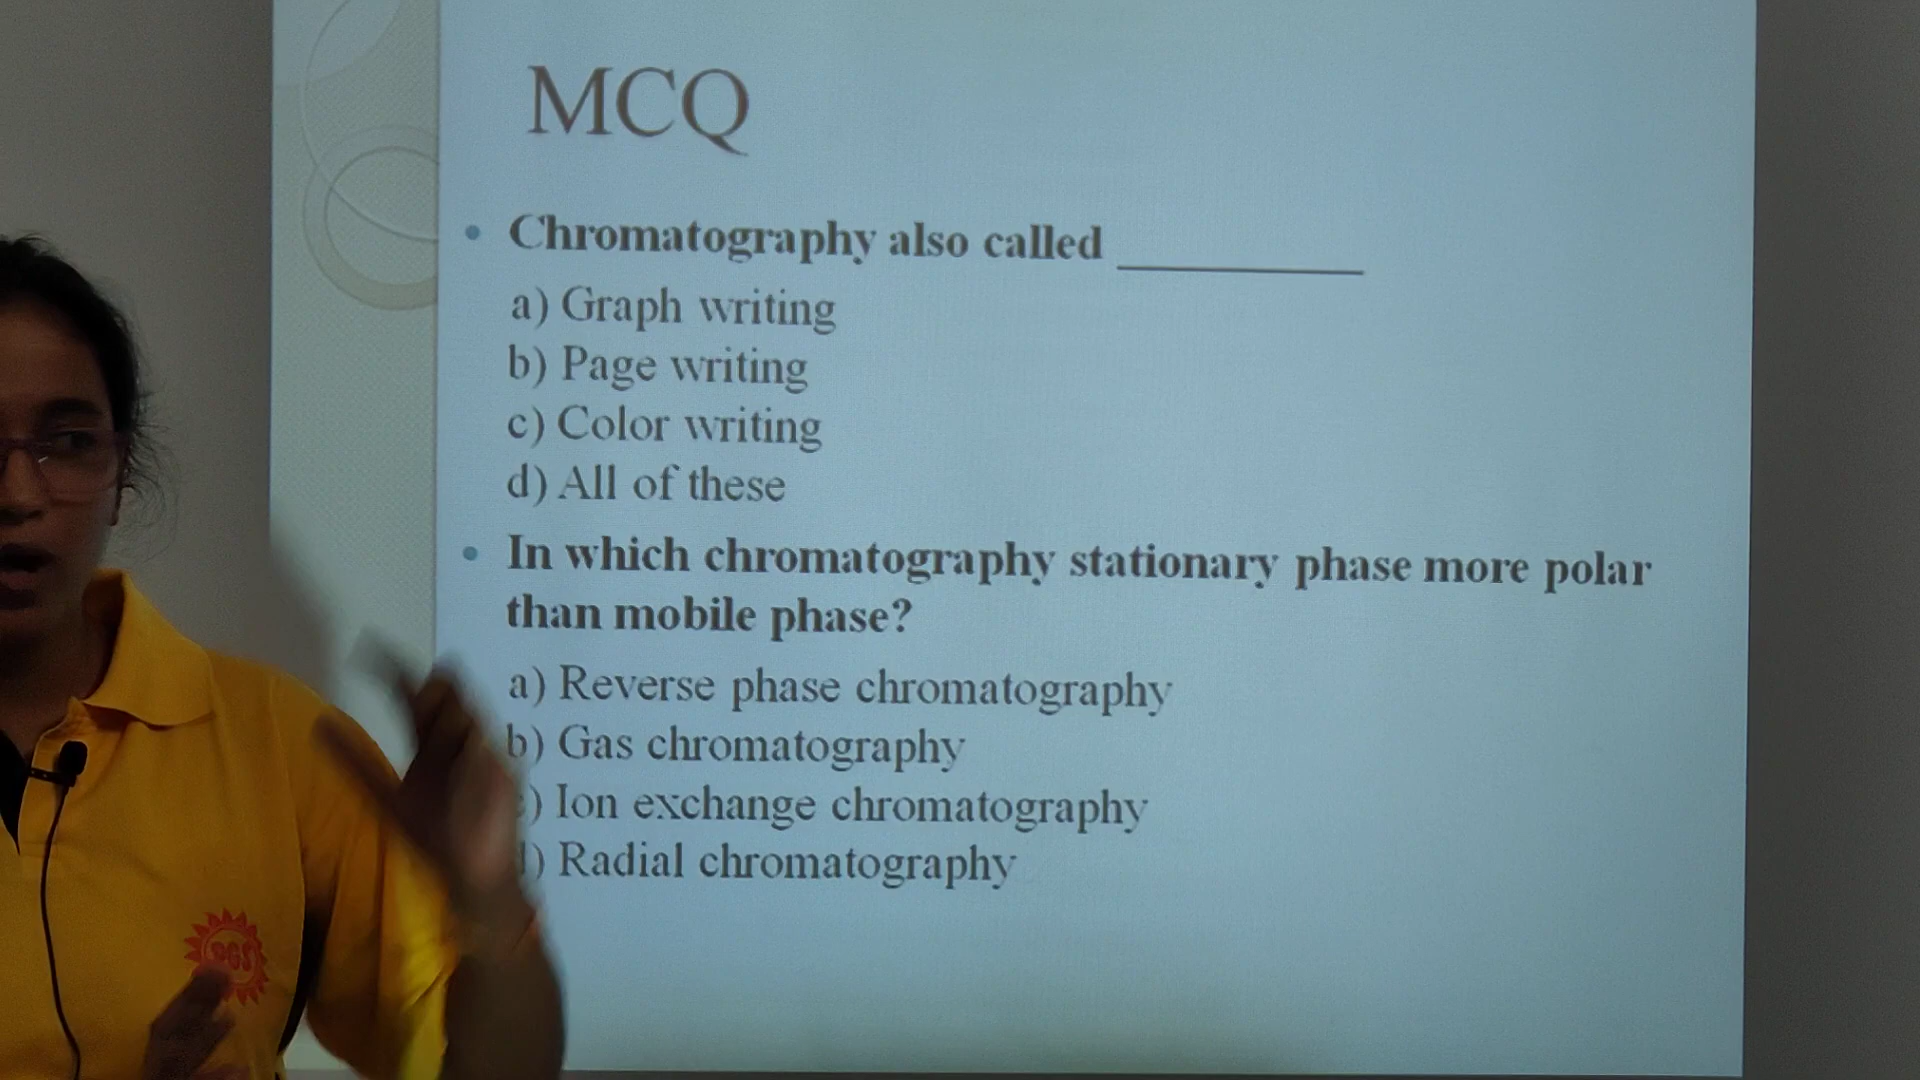 MCQ
• Chromatography also called __________
a) Graph writing
b) Page writing
c) Color writing
d) All of these
• In which chromatography stationary phase more polar
than mobile phase?
a) Reverse phase chromatography
b) Gas chromatography
) Ion exchange chromatography
) Radial chromatography